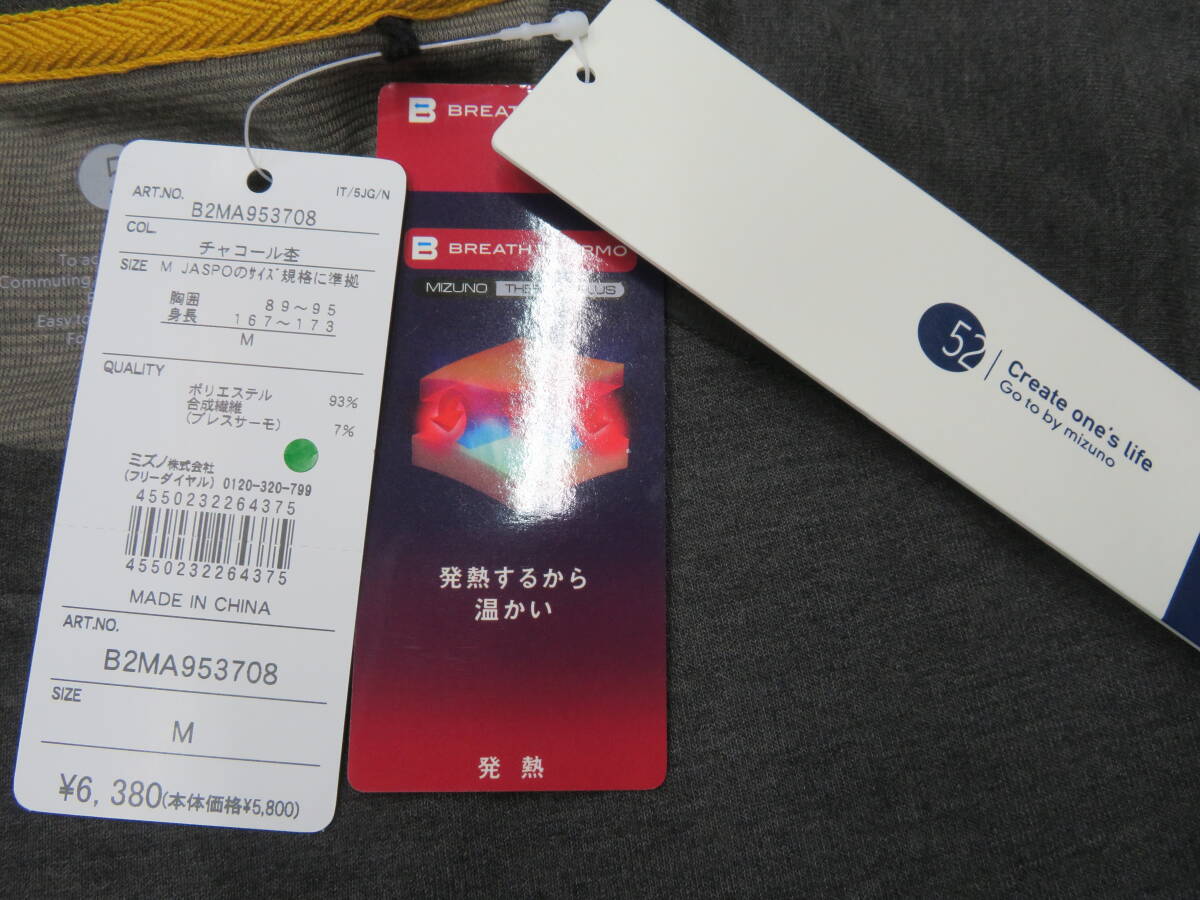 ART.NO.
IT/5JG/N
B2MA953708
COL.
チャコール杢
SIZE M JASPOのサイズ規格に準拠
胸囲 89～95
身長 167～173
M
QUALITY
ポリエステル 93%
合成繊維
(ブレスサーモ) 7%
ミズノ株式会社
(フリーダイヤル) 0120-320-799
4550232264375
4550232264375
MADE IN CHINA
ART.NO.
B2MA953708
SIZE
M
¥6,380(本体価格¥5,800)
B
B BREATH
MIZUNO
発熱するから
温かい
発熱
52
Create one's life
Go to by mizuno
To
Commuting,
Easy to